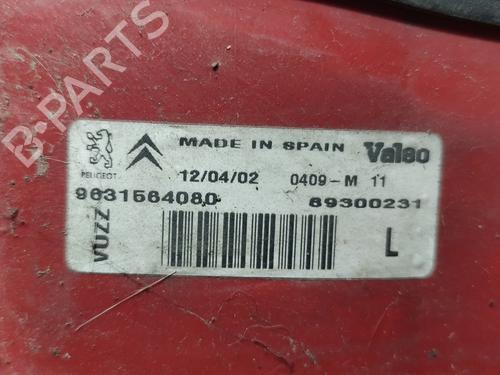 B-PARTS
MADE IN SPAIN
Valeo
PEUGEOT
12/04/02
0409-M 11
9631564080
89300231
VUZZ
L